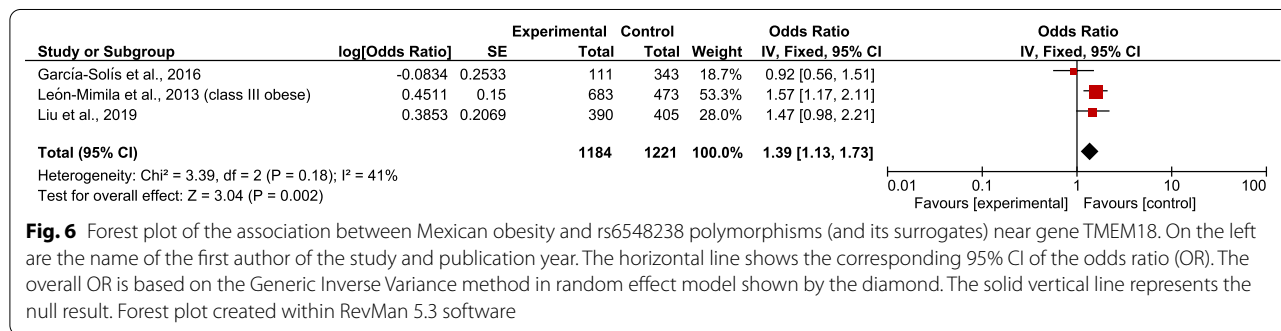 Experimental Control Odds Ratio Odds Ratio
Study or Subgroup log[Odds Ratio] SE Total Total Weight IV, Fixed, 95% CI IV, Fixed, 95% CI
García-Solís et al., 2016 -0.0834 0.2533 111 343 18.7% 0.92 [0.56, 1.51]
León-Mimila et al., 2013 (class III obese) 0.4511 0.15 683 473 53.3% 1.57 [1.17, 2.11]
Liu et al., 2019 0.3853 0.2069 390 405 28.0% 1.47 [0.98, 2.21]
Total (95% CI) 1184 1221 100.0% 1.39 [1.13, 1.73]
Heterogeneity: Chi² = 3.39, df = 2 (P = 0.18); I² = 41%
Test for overall effect: Z = 3.04 (P = 0.002)
0.01 0.1 1 10 100
Favours [experimental] Favours [control]
Fig. 6 Forest plot of the association between Mexican obesity and rs6548238 polymorphisms (and its surrogates) near gene TMEM18. On the left
are the name of the first author of the study and publication year. The horizontal line shows the corresponding 95% CI of the odds ratio (OR). The
overall OR is based on the Generic Inverse Variance method in random effect model shown by the diamond. The solid vertical line represents the
null result. Forest plot created within RevMan 5.3 software